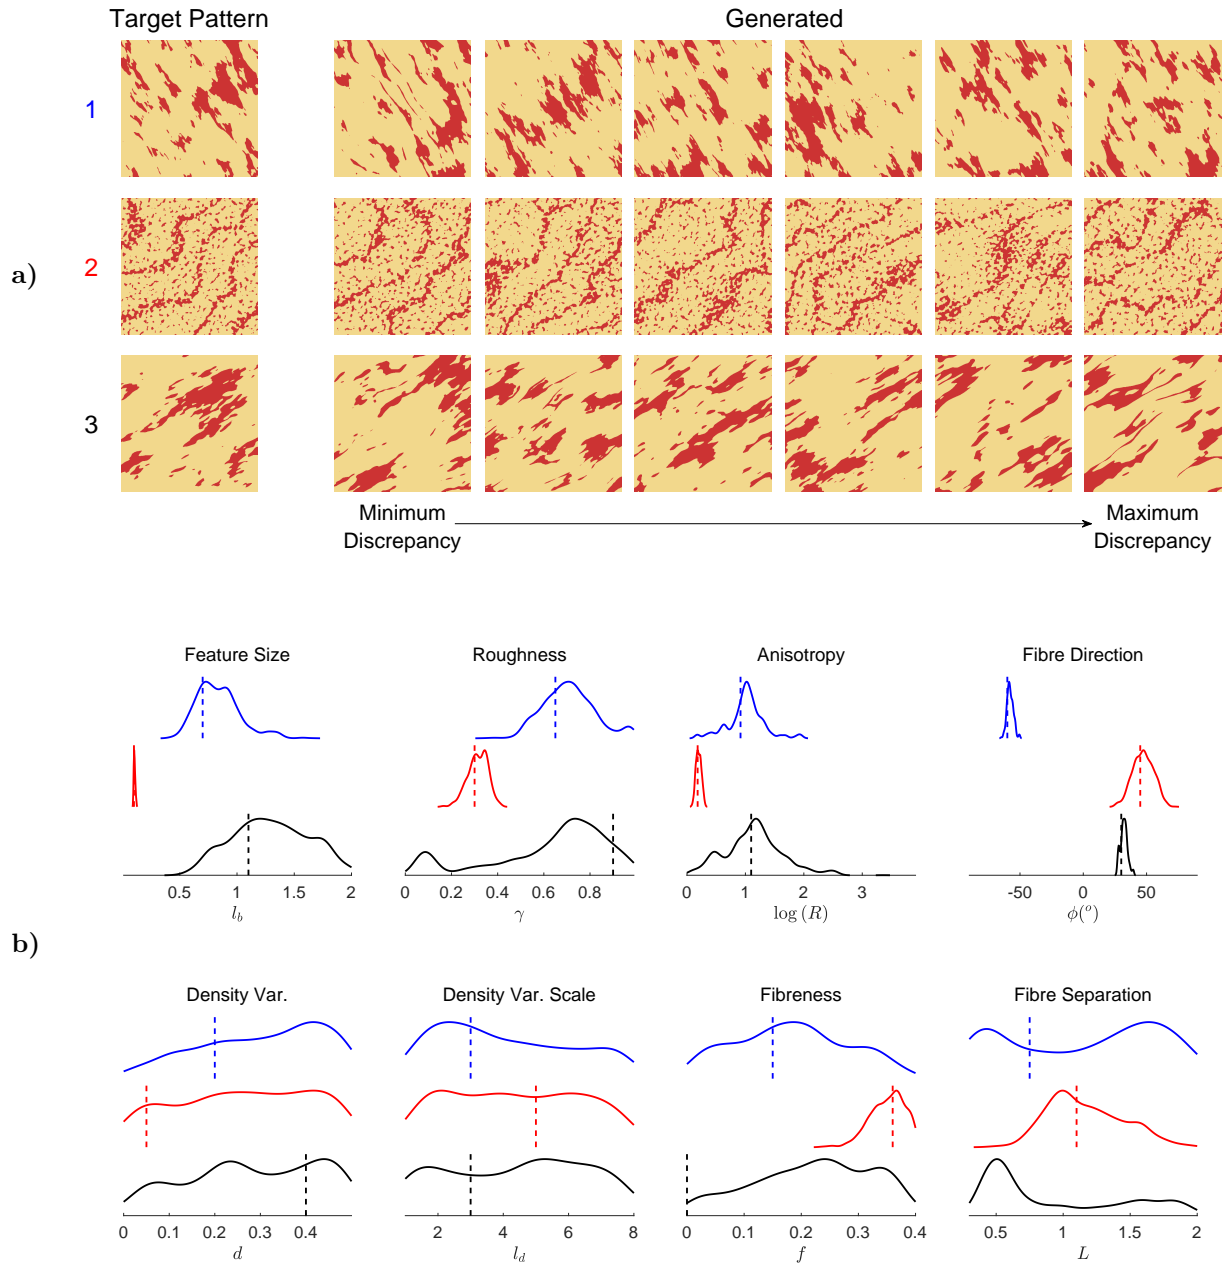 Target Pattern
Generated
1
a)
2
3
Minimum
Discrepancy
Maximum
Discrepancy
b)
Feature Size
Roughness
Anisotropy
Fibre Direction
0.5 1 1.5 2
l_b
0 0.2 0.4 0.6 0.8
γ
0 1 2 3
log (R)
-50 0 50
ϕ(°)
Density Var.
Density Var. Scale
Fibreness
Fibre Separation
0 0.1 0.2 0.3 0.4
d
2 4 6 8
l_d
0 0.1 0.2 0.3 0.4
f
0.5 1 1.5 2
L